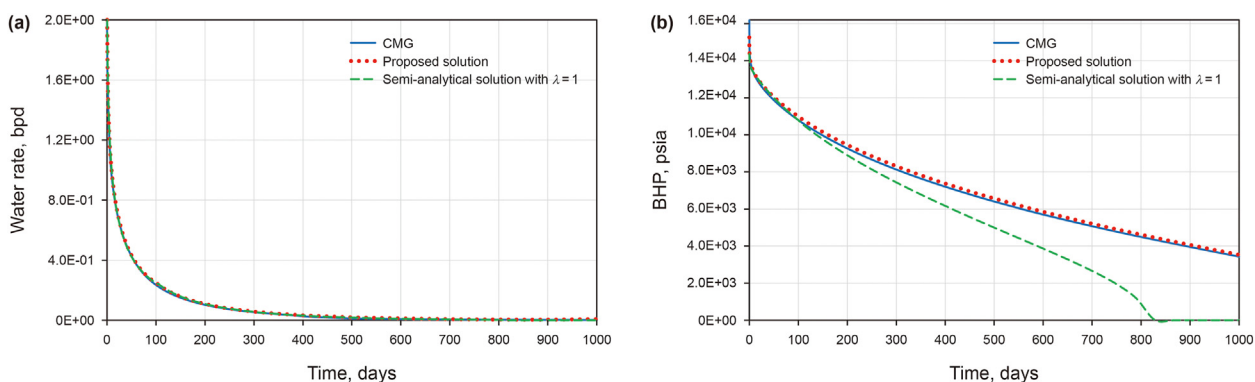 (a)
2.0E+00
1.6E+00
1.2E+00
8.0E-01
4.0E-01
0E+00
Water rate, bpd
CMG
Proposed solution
Semi-analytical solution with λ = 1
0 100 200 300 400 500 600 700 800 900 1000
Time, days
(b)
1.6E+04
1.4E+04
1.2E+04
1.0E+04
8.0E+03
6.0E+03
4.0E+03
2.0E+03
0.0E+00
BHP, psia
CMG
Proposed solution
Semi-analytical solution with λ = 1
0 100 200 300 400 500 600 700 800 900 1000
Time, days